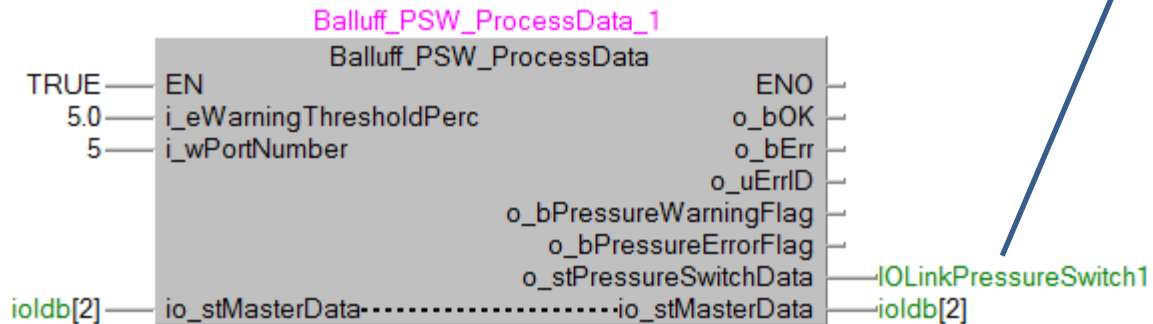 Balluff_PSW_ProcessData_1
Balluff_PSW_ProcessData
TRUE EN ENO
5.0 i_eWarningThresholdPerc o_bOK
5 i_wPortNumber o_bErr
o_uErrID
o_bPressureWarningFlag
o_bPressureErrorFlag
o_stPressureSwitchData IOLinkPressureSwitch1
ioldb[2] io_stMasterData io_stMasterData ioldb[2]